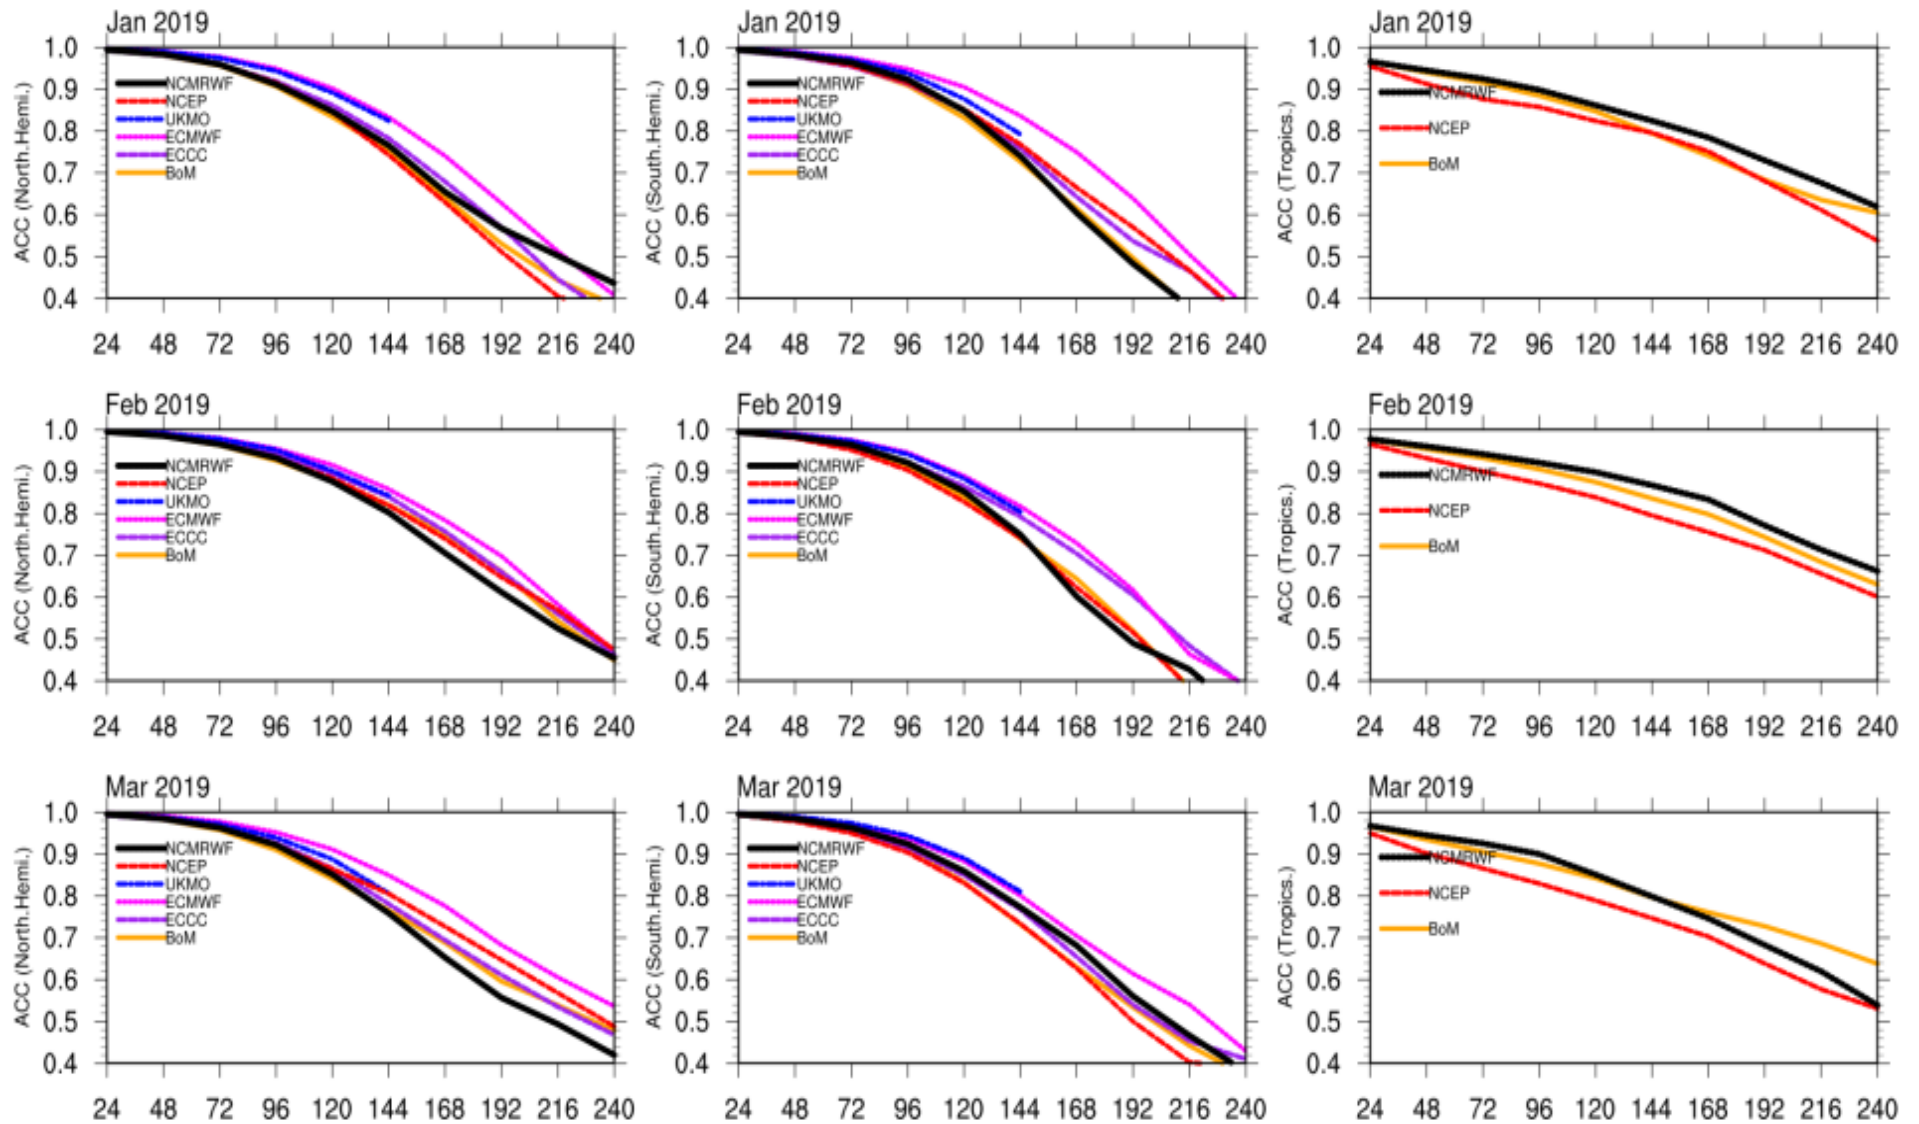 Jan 2019
ACC (North.Hemi.)
1.0
0.9
0.8
0.7
0.6
0.5
0.4
NCMRWF
NCEP
UKMO
ECMWF
ECCC
BoM
24 48 72 96 120 144 168 192 216 240
Jan 2019
ACC (South.Hemi.)
1.0
0.9
0.8
0.7
0.6
0.5
0.4
NCMRWF
NCEP
UKMO
ECMWF
ECCC
BoM
24 48 72 96 120 144 168 192 216 240
Jan 2019
ACC (Tropics.)
1.0
0.9
0.8
0.7
0.6
0.5
0.4
NCMRWF
NCEP
BoM
24 48 72 96 120 144 168 192 216 240
Feb 2019
ACC (North.Hemi.)
1.0
0.9
0.8
0.7
0.6
0.5
0.4
NCMRWF
NCEP
UKMO
ECMWF
ECCC
BoM
24 48 72 96 120 144 168 192 216 240
Feb 2019
ACC (South.Hemi.)
1.0
0.9
0.8
0.7
0.6
0.5
0.4
NCMRWF
NCEP
UKMO
ECMWF
ECCC
BoM
24 48 72 96 120 144 168 192 216 240
Feb 2019
ACC (Tropics.)
1.0
0.9
0.8
0.7
0.6
0.5
0.4
NCMRWF
NCEP
BoM
24 48 72 96 120 144 168 192 216 240
Mar 2019
ACC (North.Hemi.)
1.0
0.9
0.8
0.7
0.6
0.5
0.4
NCMRWF
NCEP
UKMO
ECMWF
ECCC
BoM
24 48 72 96 120 144 168 192 216 240
Mar 2019
ACC (South.Hemi.)
1.0
0.9
0.8
0.7
0.6
0.5
0.4
NCMRWF
NCEP
UKMO
ECMWF
ECCC
BoM
24 48 72 96 120 144 168 192 216 240
Mar 2019
ACC (Tropics.)
1.0
0.9
0.8
0.7
0.6
0.5
0.4
NCMRWF
NCEP
BoM
24 48 72 96 120 144 168 192 216 240